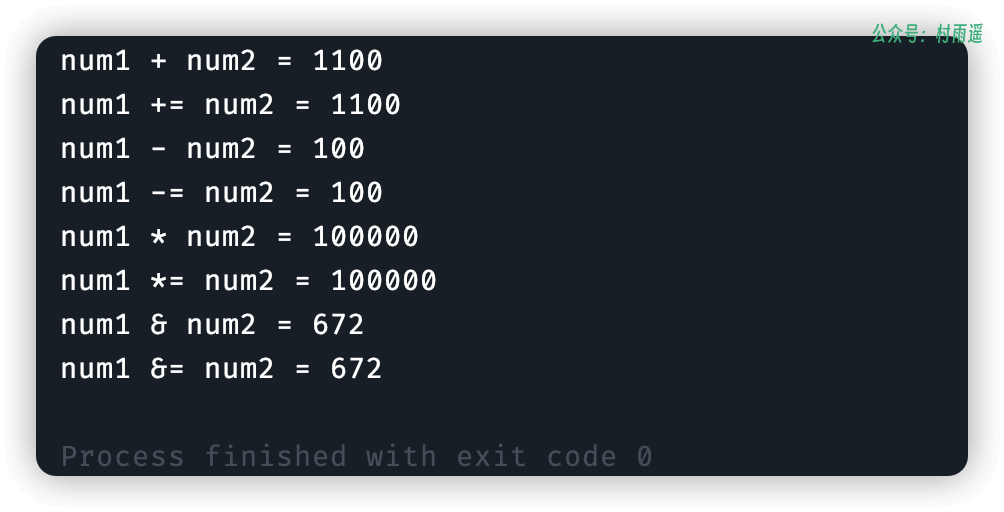 公众号：村雨遥
num1 + num2 = 1100
num1 += num2 = 1100
num1 - num2 = 100
num1 -= num2 = 100
num1 * num2 = 100000
num1 *= num2 = 100000
num1 & num2 = 672
num1 &= num2 = 672
Process finished with exit code 0